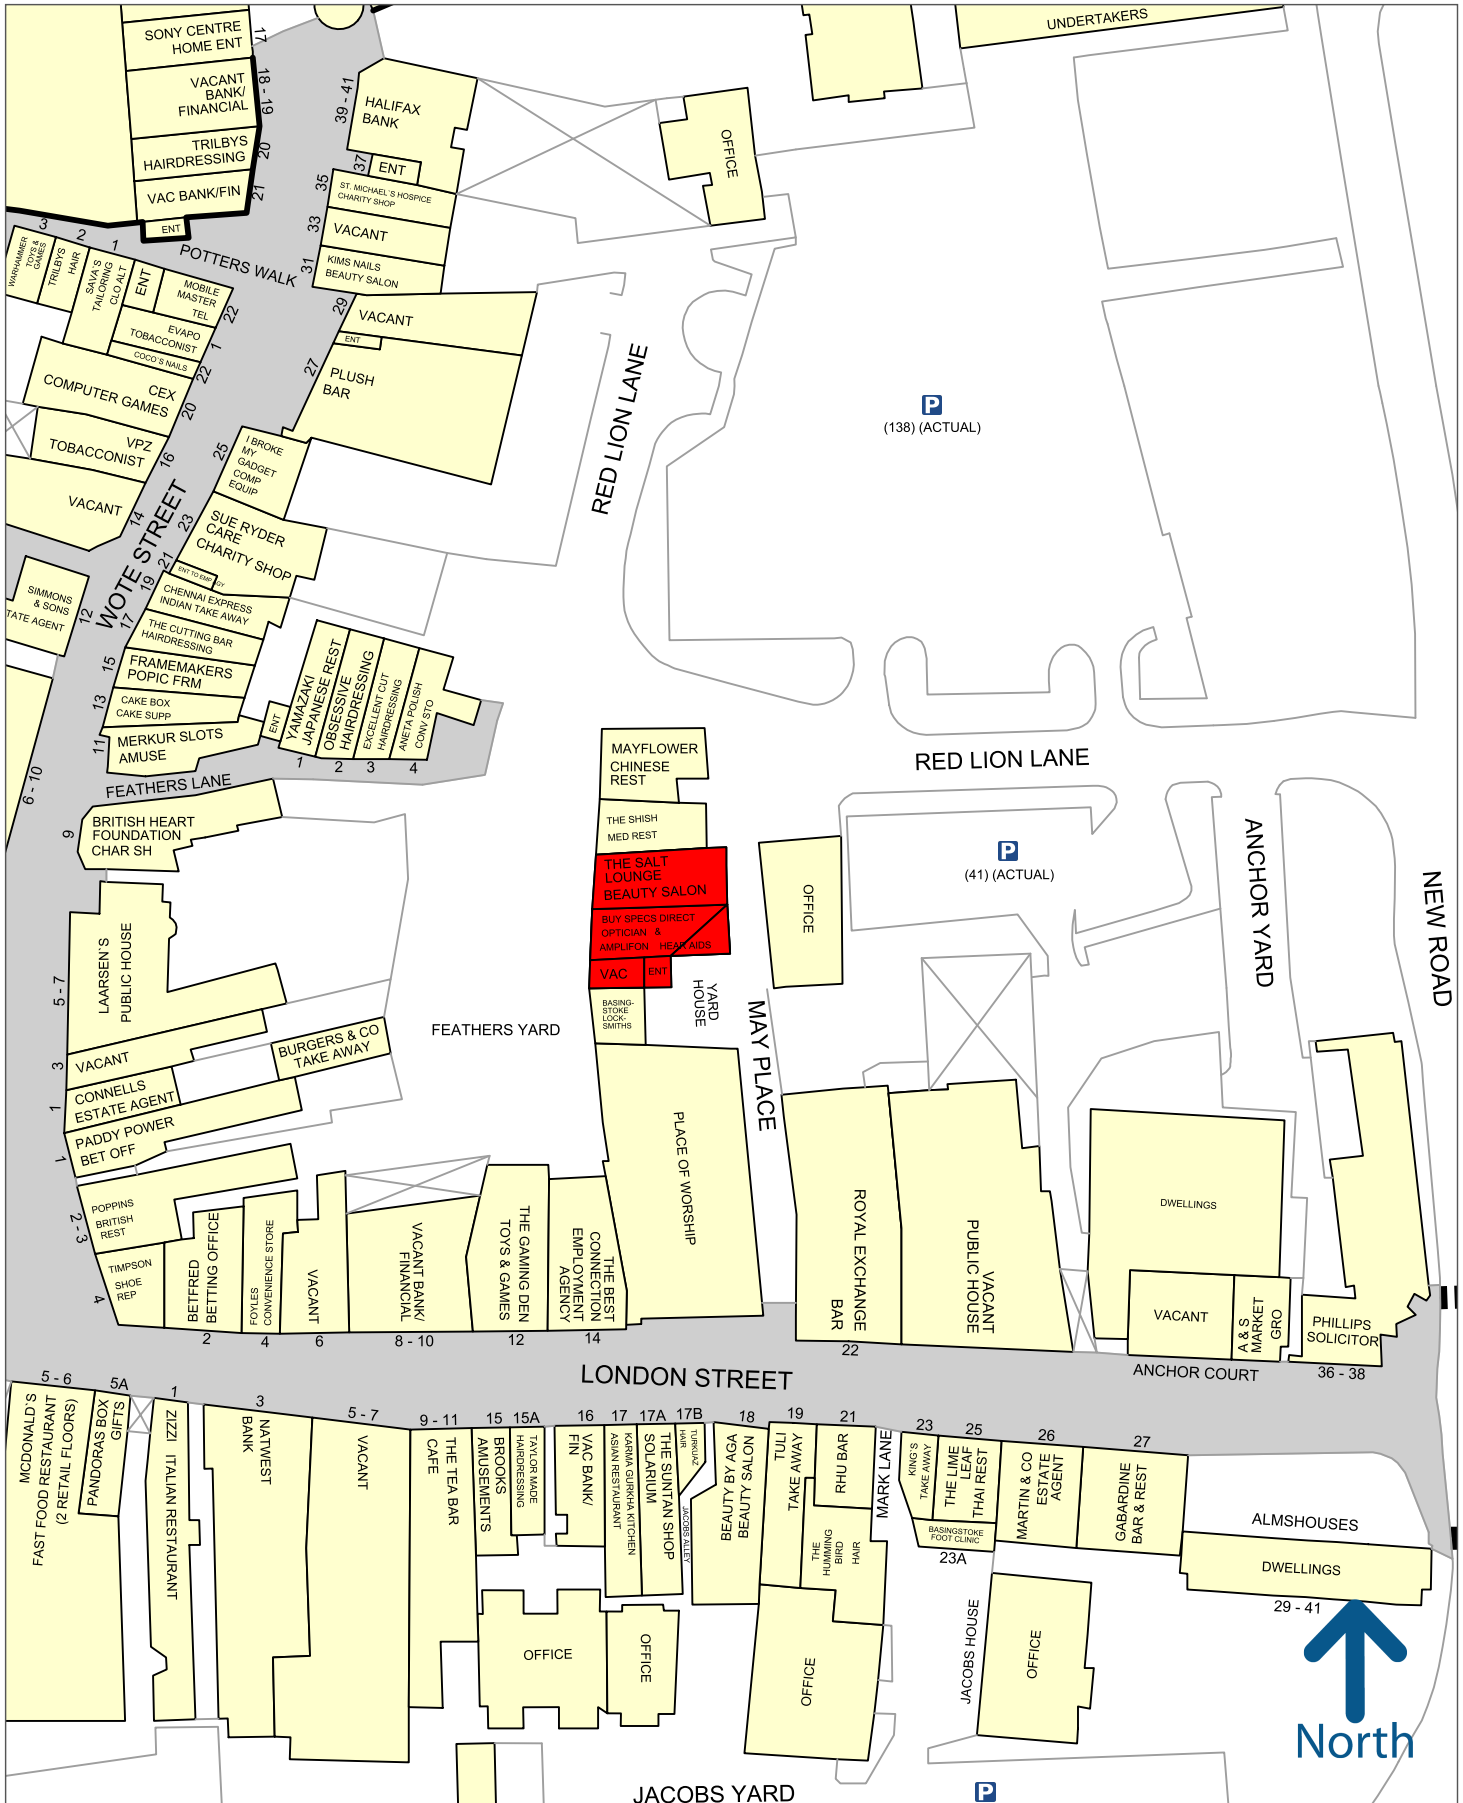 UNDERTAKERS
SONY CENTRE
HOME ENT
17
VACANT
BANK/
FINANCIAL
18 - 19
TRILBYS
HAIRDRESSING
20
VAC BANK/FIN
21
ENT
39 - 41
HALIFAX
BANK
37
ENT
35
ST. MICHAEL`S HOSPICE
CHARITY SHOP
33
VACANT
31
KIMS NAILS
BEAUTY SALON
OFFICE
POTTERS WALK
3
2
1
WARHAMMER
TOYS &
GAMES
TRILBYS
HAIR
SAVA`S
TAILORING
CLO ALT
ENT
MOBILE
MASTER
TEL
22
EVAPO
TOBACCONIST
1
COCO`S NAILS
22
CEX
COMPUTER GAMES
20
VPZ
TOBACCONIST
16
VACANT
14
29
VACANT
ENT
27
PLUSH
BAR
25
I BROKE
MY
GADGET
COMP
EQUIP
23
SUE RYDER
CARE
CHARITY SHOP
21
19
CHENNAI EXPRESS
INDIAN TAKE AWAY
17
THE CUTTING BAR
HAIRDRESSING
15
FRAMEMAKERS
POPIC FRM
13
CAKE BOX
CAKE SUPP
11
MERKUR SLOTS
AMUSE
WOTE STREET
SIMMONS
& SONS
TATE AGENT
12
6 - 10
RED LION LANE
P
(138) (ACTUAL)
ENT
YAMAZAKI
JAPANESE REST
OBSESSIVE
HAIRDRESSING
EXCELLENT CUT
HAIRDRESSING
ANETA POLISH
CONV STO
1
2
3
4
FEATHERS LANE
9
BRITISH HEART
FOUNDATION
CHAR SH
RED LION LANE
MAYFLOWER
CHINESE
REST
THE SHISH
MED REST
THE SALT
LOUNGE
BEAUTY SALON
BUY SPECS DIRECT
OPTICIAN &
AMPLIFON HEAR AIDS
VAC
ENT
BASING-
STOKE
LOCK-
SMITHS
YARD
HOUSE
OFFICE
P
(41) (ACTUAL)
ANCHOR YARD
NEW ROAD
5 - 7
LAARSEN`S
PUBLIC HOUSE
FEATHERS YARD
MAY PLACE
3
VACANT
BURGERS & CO
TAKE AWAY
1
CONNELLS
ESTATE AGENT
1
PADDY POWER
BET OFF
2 - 3
POPPINS
BRITISH
REST
4
TIMPSON
SHOE
REP
BETFRED
BETTING OFFICE
2
FOYLES
CONVENIENCE STORE
4
VACANT
6
VACANT BANK/
FINANCIAL
8 - 10
THE GAMING DEN
TOYS & GAMES
12
THE BEST
CONNECTION
EMPLOYMENT
AGENCY
14
PLACE OF WORSHIP
ROYAL EXCHANGE
BAR
22
VACANT
PUBLIC HOUSE
DWELLINGS
VACANT
A & S
MARKET
GRO
PHILLIPS
SOLICITOR
ANCHOR COURT
36 - 38
LONDON STREET
5 - 6
MCDONALD`S
FAST FOOD RESTAURANT
(2 RETAIL FLOORS)
5A
PANDORAS BOX
GIFTS
1
ZIZZI ITALIAN RESTAURANT
3
NATWEST
BANK
5 - 7
VACANT
9 - 11
THE TEA BAR
CAFE
15
BROOKS
AMUSEMENTS
15A
TAYLOR MADE
HAIRDRESSING
16
VAC BANK/
FIN
17
KARMA GURKHA KITCHEN
ASIAN RESTAURANT
17A
THE SUNTAN SHOP
SOLARIUM
17B
TURKUAZ
HAIR
JACOBS ALLEY
18
BEAUTY BY AGA
BEAUTY SALON
19
TULI
TAKE AWAY
21
RHU BAR
THE
HUMMING
BIRD
HAIR
MARK LANE
23
KING`S
TAKE AWAY
25
THE LIME
LEAF
THAI REST
BASINGSTOKE
FOOT CLINIC
23A
26
MARTIN & CO
ESTATE
AGENT
27
GABARDINE
BAR & REST
ALMSHOUSES
DWELLINGS
29 - 41
OFFICE
OFFICE
OFFICE
JACOBS HOUSE
OFFICE
North
JACOBS YARD
P